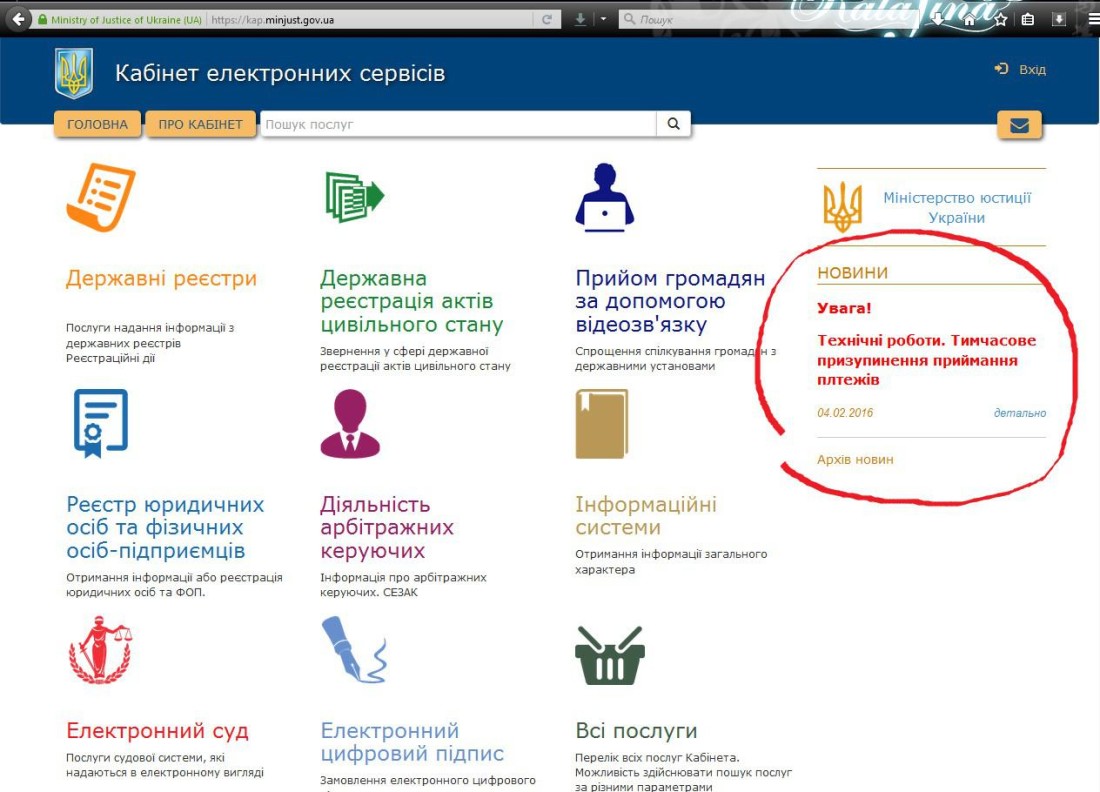 Ministry of Justice of Ukraine (UA) https://kap.minjust.gov.ua
Пошук
Kalafina
Кабінет електронних сервісів
Вхід
ГОЛОВНА
ПРО КАБІНЕТ
Пошук послуг
Державні реєстри
Послуги надання інформації з
державних реєстрів
Реєстраційні дії
Державна
реєстрація актів
цивільного стану
Звернення у сфері державної
реєстрації актів цивільного стану
Прийом громадян
за допомогою
відеозв'язку
Спрощення спілкування громадян з
державними установами
Міністерство юстиції
України
НОВИНИ
Увага!
Технічні роботи. Тимчасове
призупинення приймання
плтежів
04.02.2016
детально
Архів новин
Реєстр юридичних
осіб та фізичних
осіб-підприємців
Отримання інформації або реєстрація
юридичних осіб та ФОП.
Діяльність
арбітражних
керуючих
Інформація про арбітражних
керуючих. СЕЗАК
Інформаційні
системи
Отримання інформації загального
характера
Електронний суд
Послуги судової системи, які
надаються в електронному вигляді
Електронний
цифровий підпис
Замовлення електронного цифрового
Всі послуги
Перелік всіх послуг Кабінета.
Можливість здійснювати пошук послуг
за різними параметрами